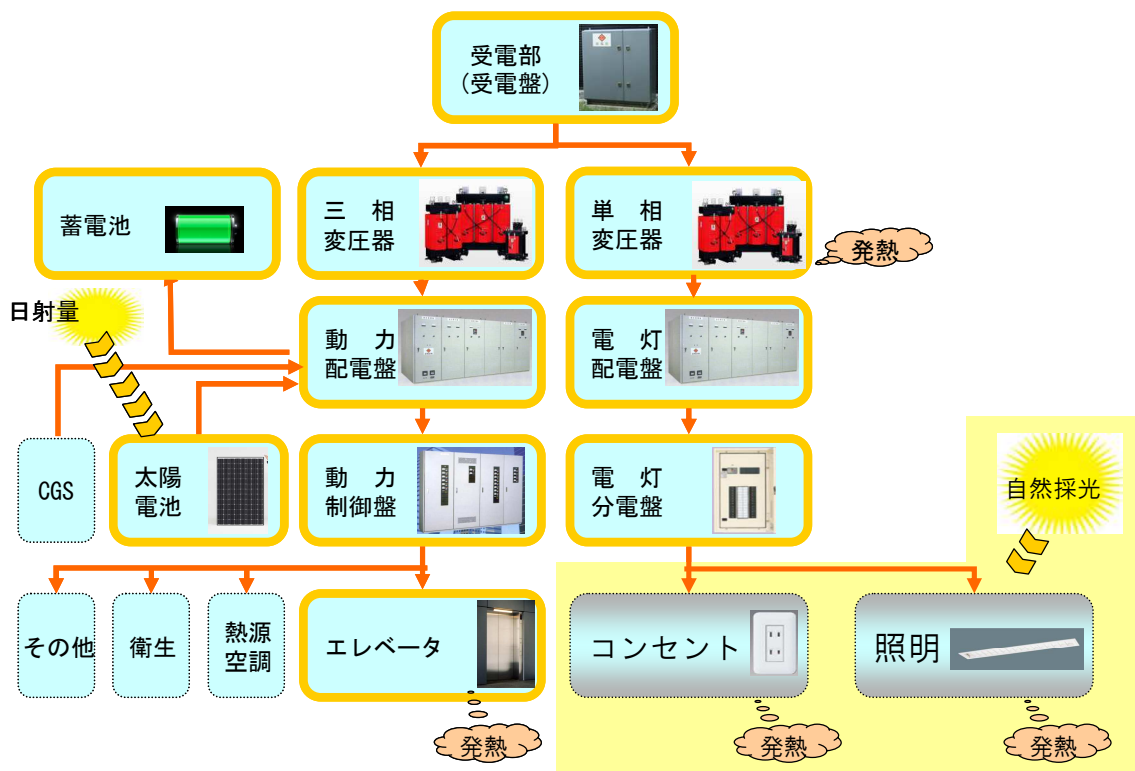 受電部
(受電盤)
蓄電池
三　相
変圧器
単　相
変圧器
発熱
日射量
動　力
配電盤
電　灯
配電盤
CGS
太陽
電池
動　力
制御盤
電　灯
分電盤
自然採光
その他
衛生
熱源
空調
エレベータ
コンセント
照明
発熱
発熱
発熱